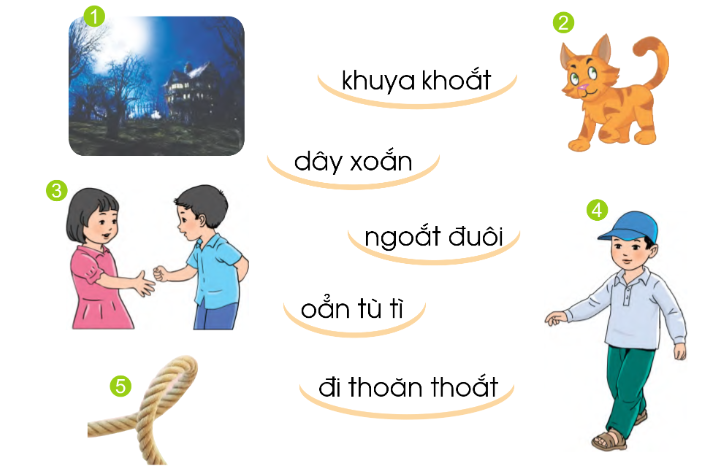 1
2
khuya khoắt
dây xoắn
3
4
ngoắt đuôi
oẳn tù tì
5
đi thoăn thoắt